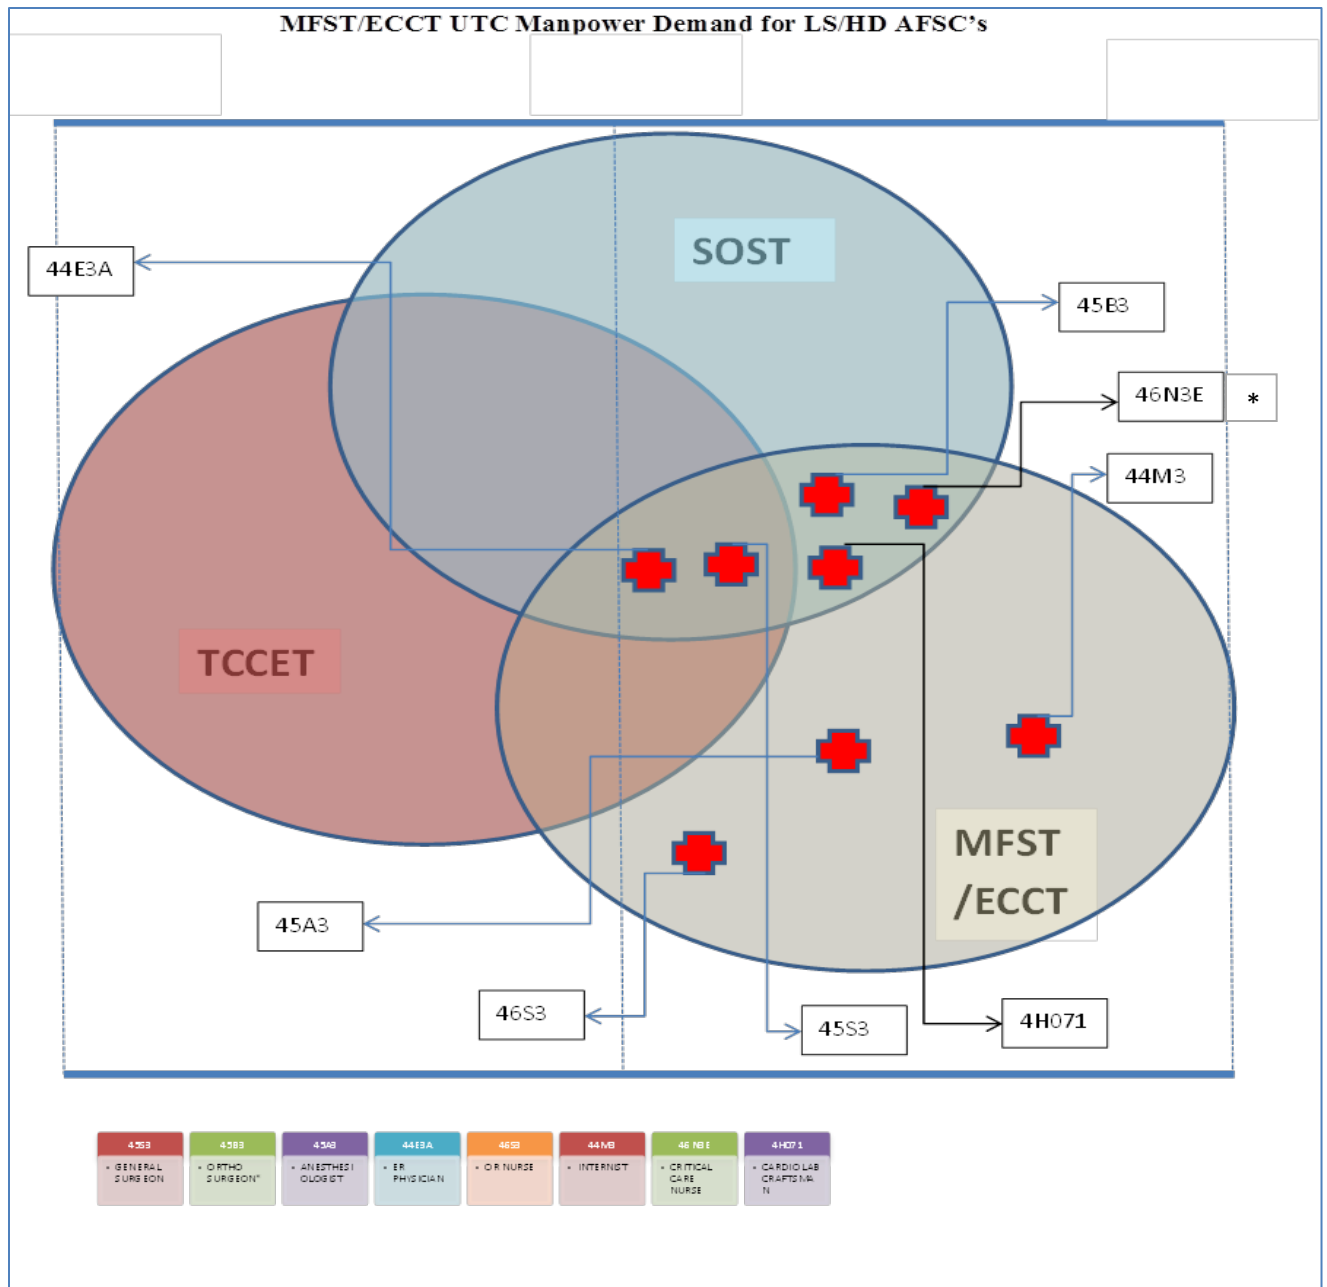 MFST/ECCT UTC Manpower Demand for LS/HD AFSC’s
SOST
44E3A
45B3
46N3E
*
44M3
TCCET
MFST
/ECCT
45A3
46S3
45S3
4H071
45S3
• GENERAL
SURGEON
45B3
• ORTHO
SURGEON*
45A3
• ANESTHESI
OLOGIST
44E3A
• ER
PHYSICIAN
46S3
• OR NURSE
44M3
• INTERNIST
46N3E
• CRITICAL
CARE
NURSE
4H071
• CARDIOLAB
CRAFTSMA
N